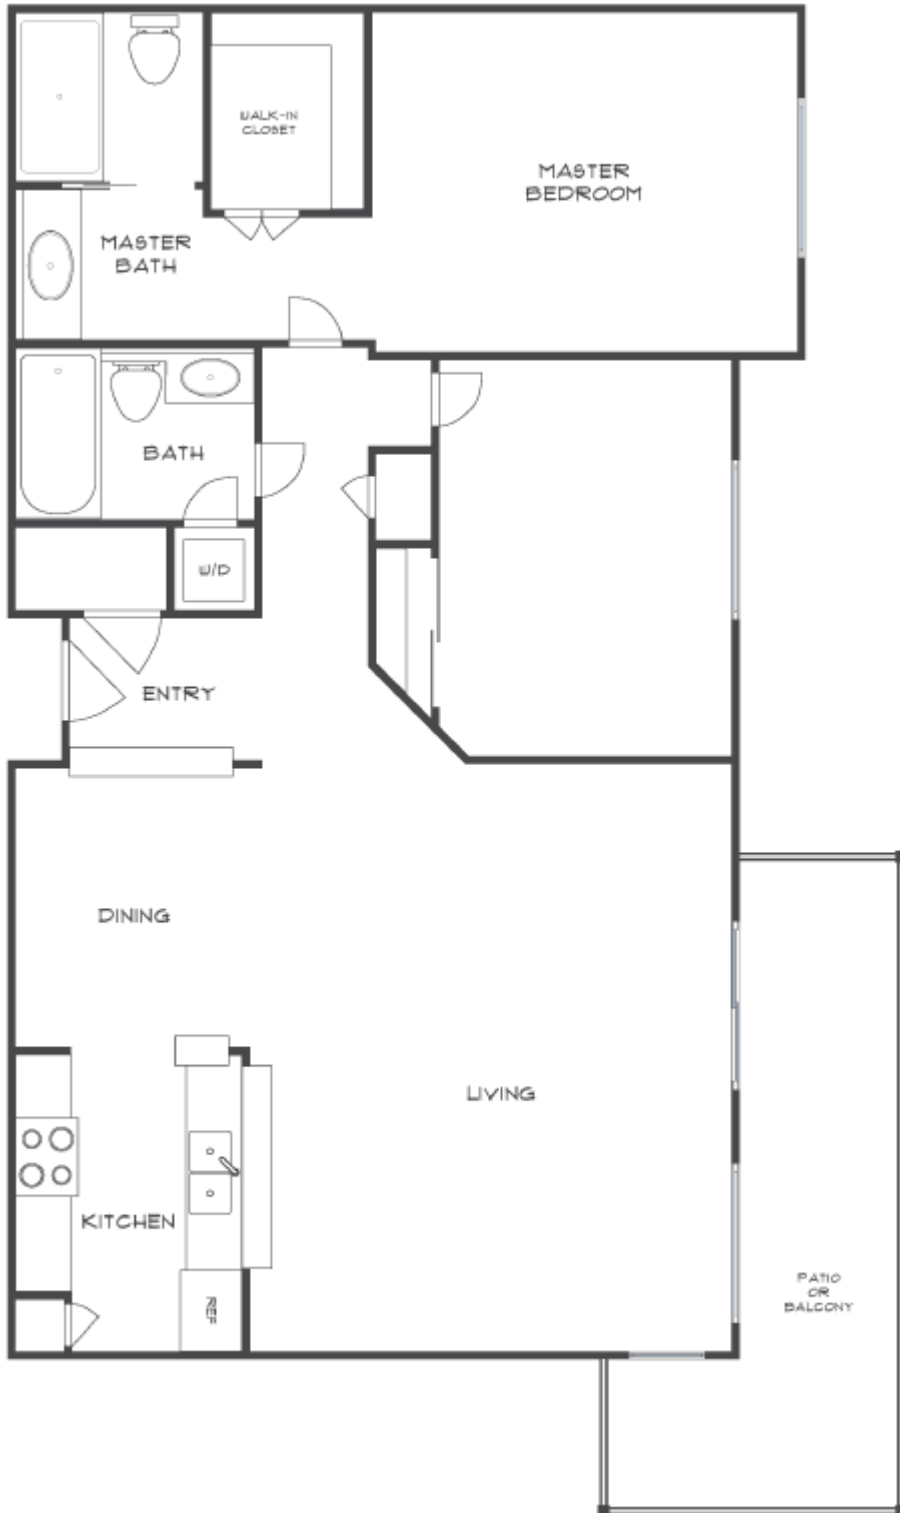 WALK-IN
CLOSET
MASTER
BEDROOM
MASTER
BATH
BATH
W/D
ENTRY
DINING
LIVING
KITCHEN
REF
PATIO
OR
BALCONY